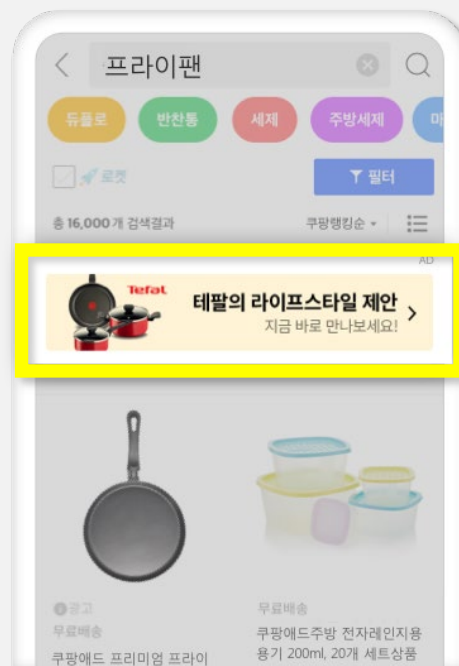 프라이팬
듀플로 반찬통 세제 주방세제 마
로켓 필터
총 16,000개 검색결과 쿠팡랭킹순
AD
Tefal
테팔의 라이프스타일 제안
지금 바로 만나보세요!
광고
무료배송
쿠팡애드 프리미엄 프라이
무료배송
쿠팡애드주방 전자레인지용
용기 200ml, 20개 세트상품